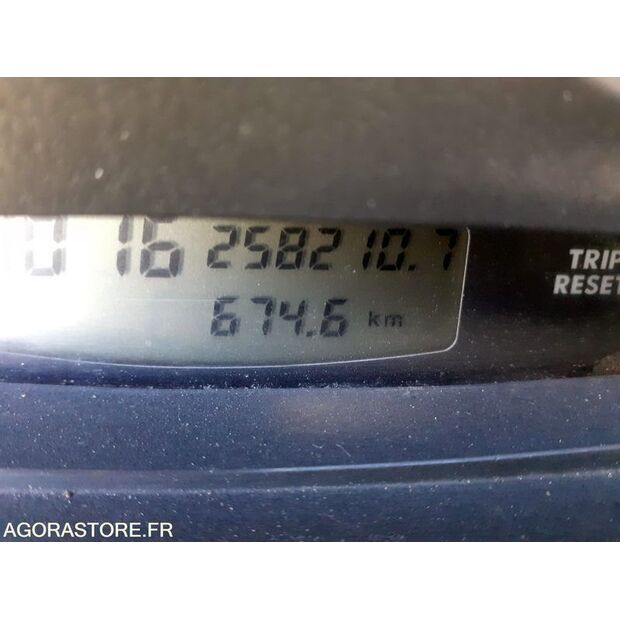 16 258210.7
674.6 km
TRIP
RESET
AGORASTORE.FR